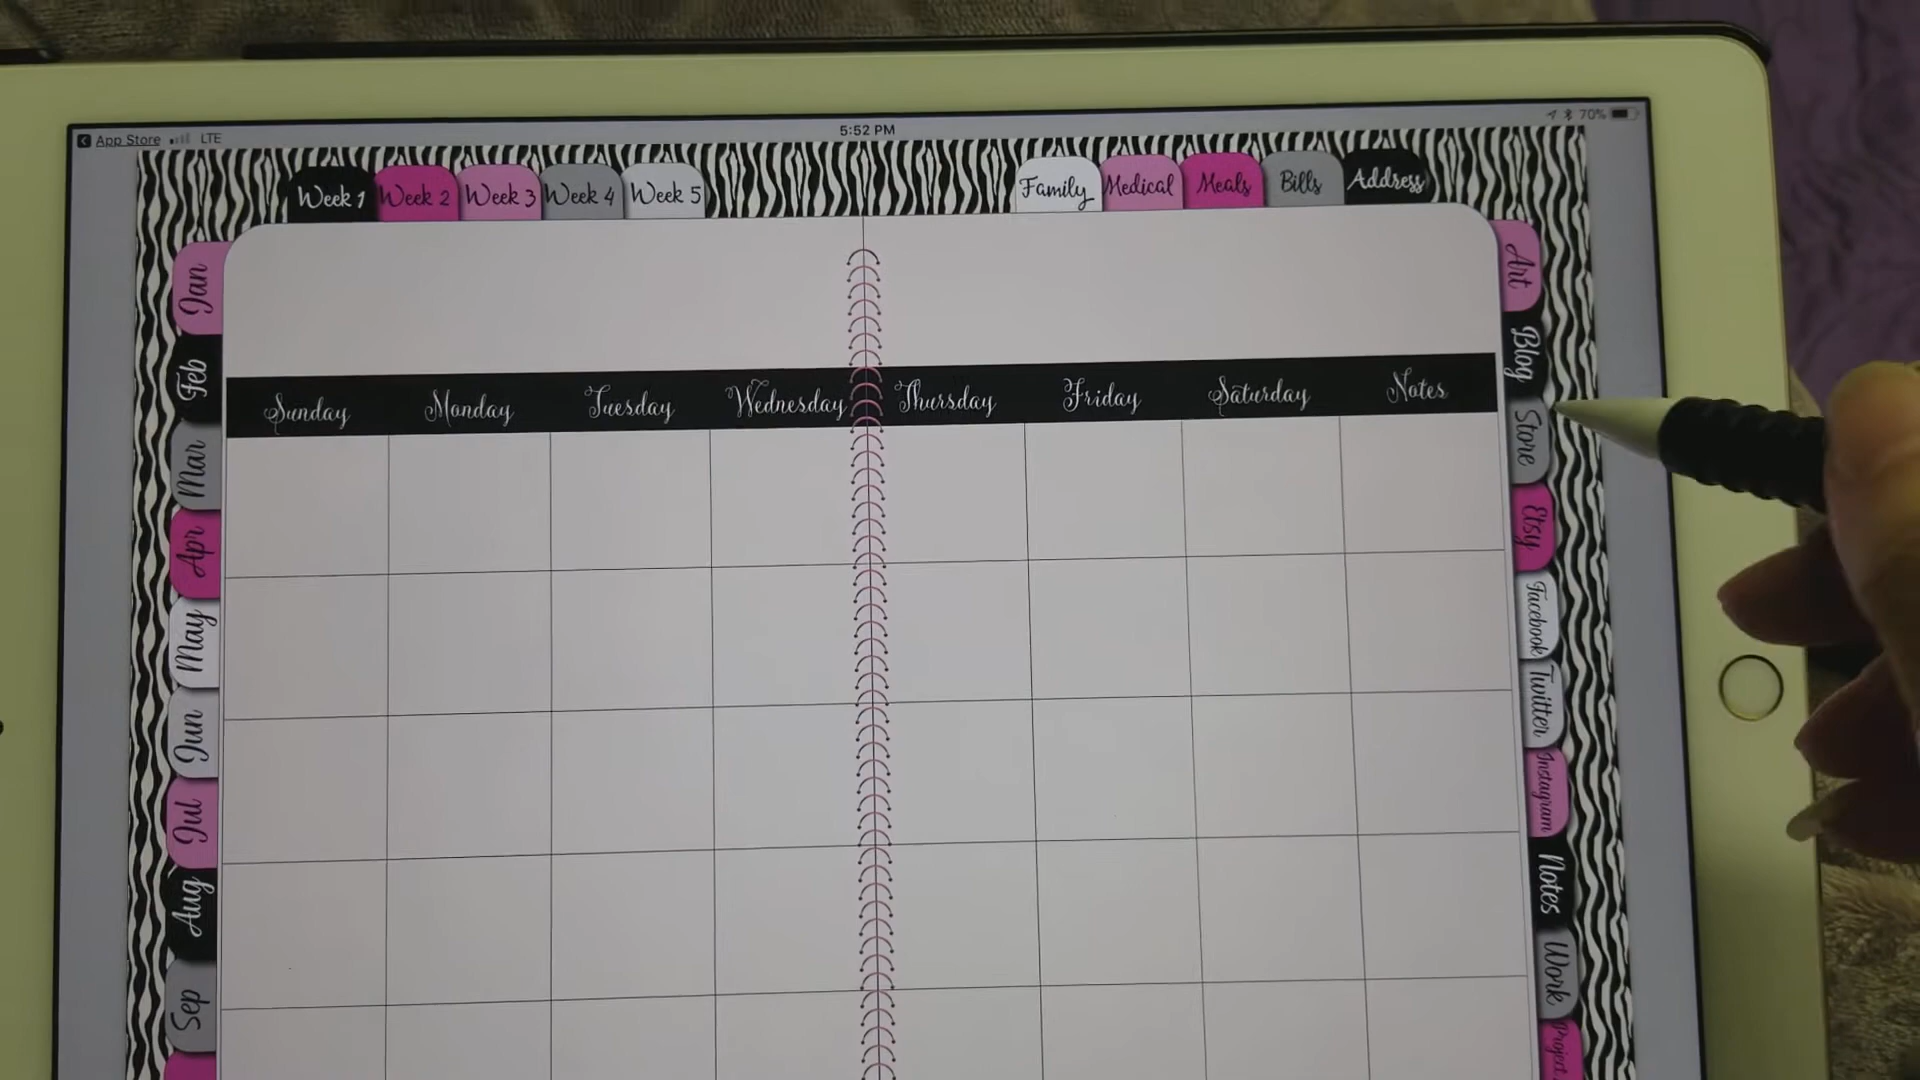 App Store LTE 5:52 PM 70%
Week 1 Week 2 Week 3 Week 4 Week 5 Family Medical Meals Bills Address
Jan
Feb
Mar
Apr
May
Jun
Jul
Aug
Sep
Sunday Monday Tuesday Wednesday Thursday Friday Saturday Notes
Art
Blog
Store
Etsy
Facebook
Twitter
Instagram
Notes
Work
Project